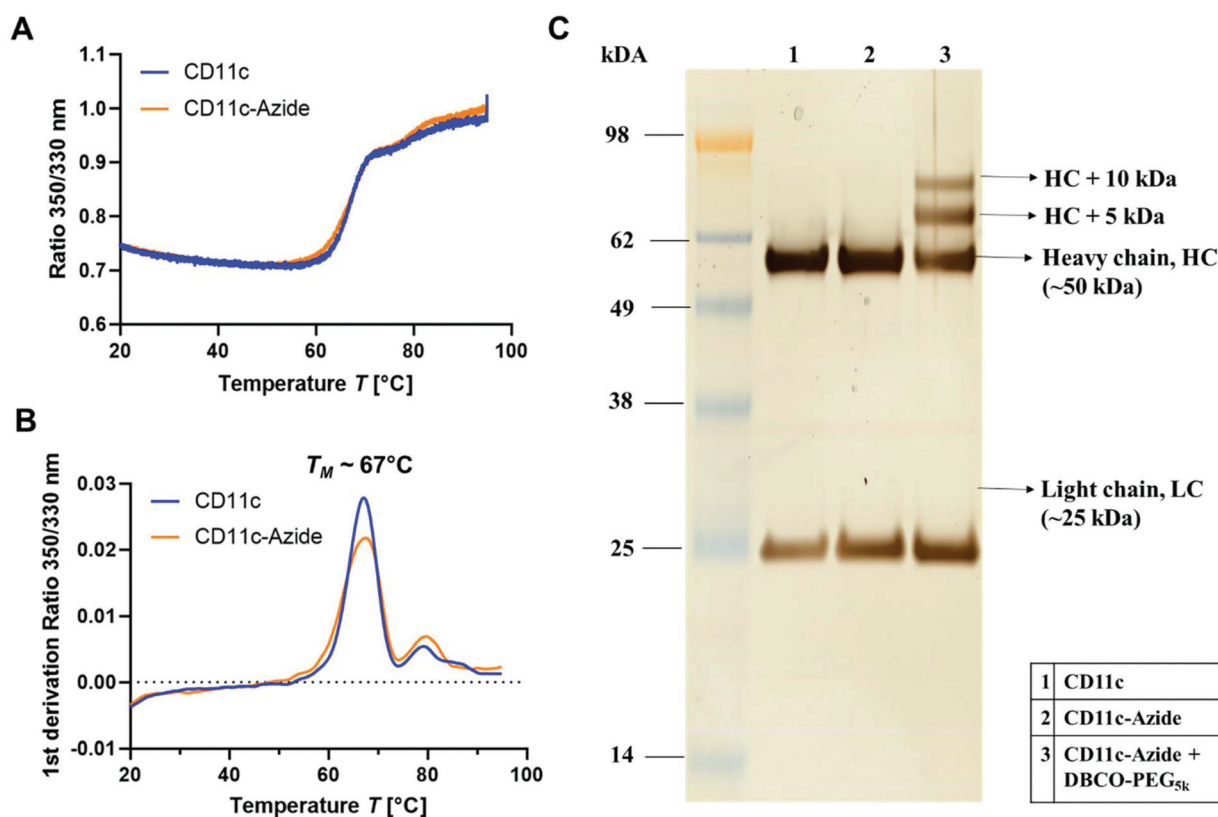 A
1.1
1.0
0.9
0.8
0.7
0.6
Ratio 350/330 nm
CD11c
CD11c-Azide
20 40 60 80 100
Temperature T [°C]
B
T_M ~ 67°C
0.03
0.02
0.01
0.00
-0.01
1st derivation Ratio 350/330 nm
CD11c
CD11c-Azide
20 40 60 80 100
Temperature T [°C]
C
kDA 1 2 3
98
62
49
38
25
14
HC + 10 kDa
HC + 5 kDa
Heavy chain, HC
(~50 kDa)
Light chain, LC
(~25 kDa)
1 CD11c
2 CD11c-Azide
3 CD11c-Azide +
DBCO-PEG5k